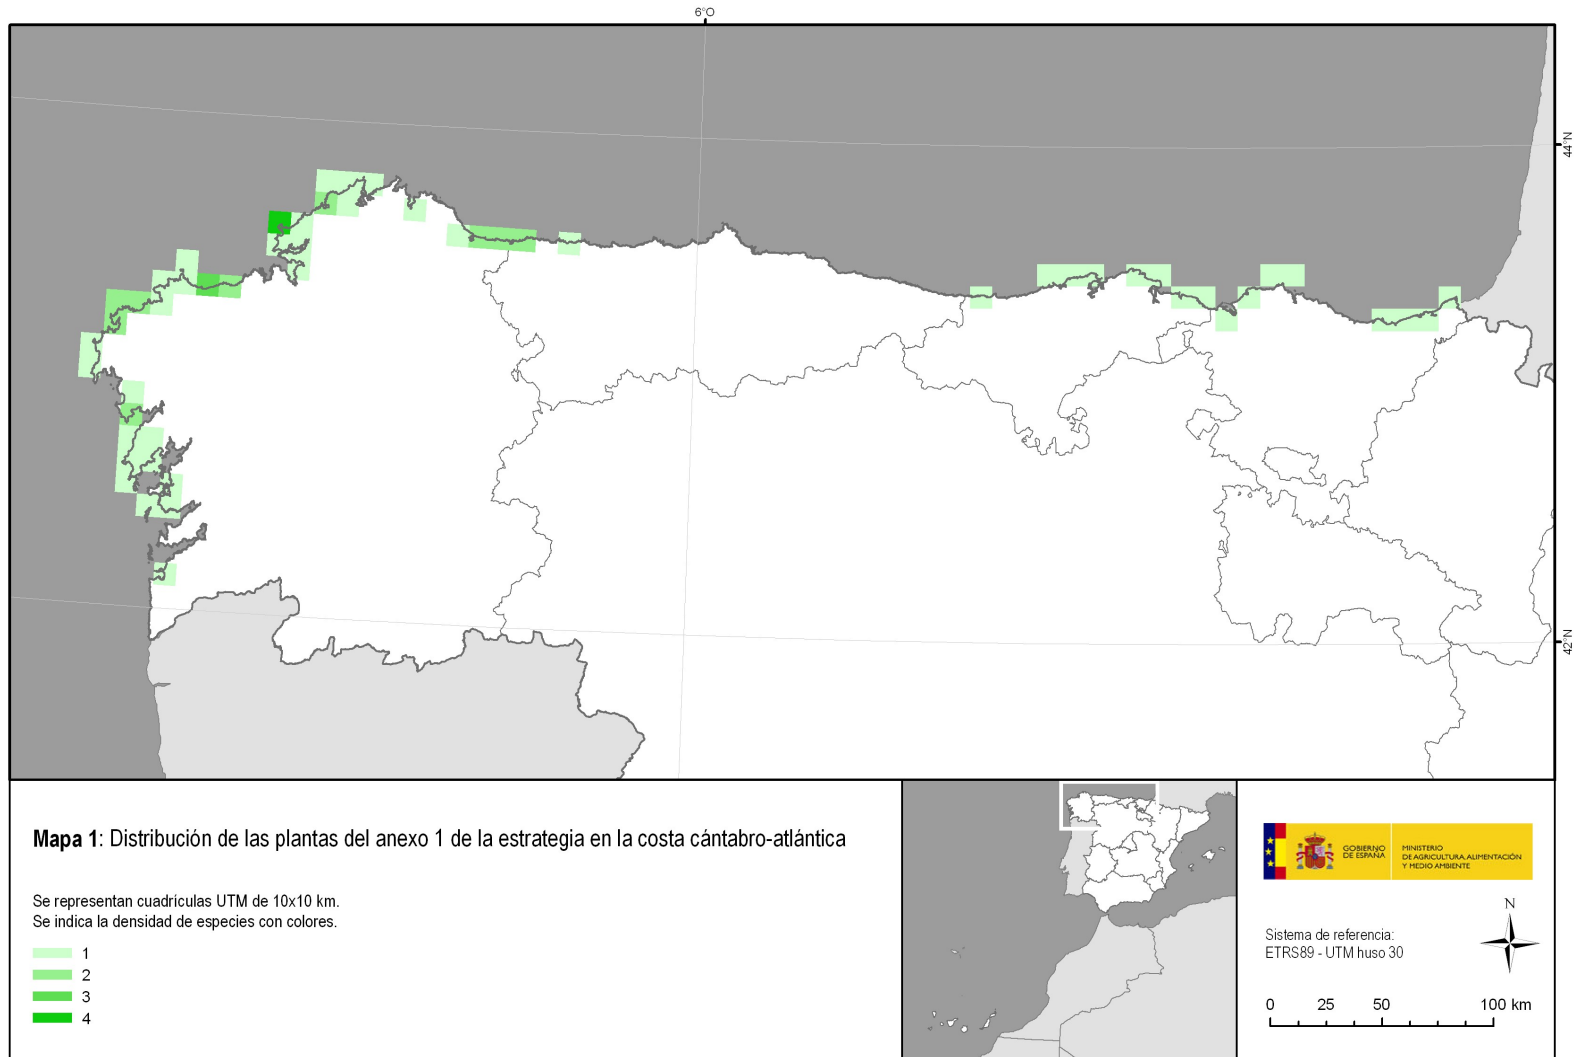 6°O
44°N
42°N
Mapa 1: Distribución de las plantas del anexo 1 de la estrategia en la costa cántabro-atlántica
Se representan cuadrículas UTM de 10x10 km.
Se indica la densidad de especies con colores.
1
2
3
4
GOBIERNO
DE ESPAÑA
MINISTERIO
DE AGRICULTURA, ALIMENTACIÓN
Y MEDIO AMBIENTE
N
Sistema de referencia:
ETRS89 - UTM huso 30
0 25 50 100 km